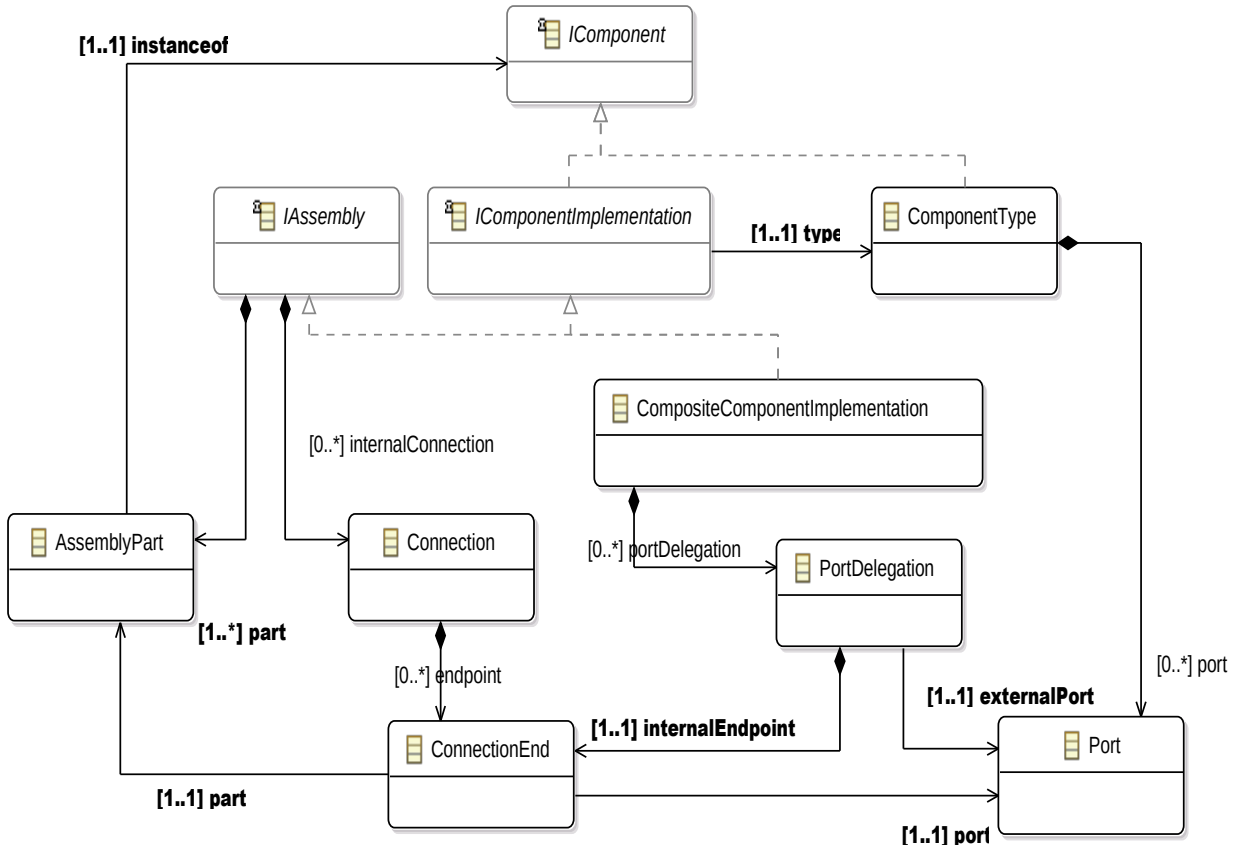 IComponent
[1..1] instanceof
IAssembly
IComponentImplementation
ComponentType
[1..1] type
CompositeComponentImplementation
[0..*] internalConnection
AssemblyPart
Connection
[0..*] portDelegation
PortDelegation
[1..*] part
[0..*] endpoint
[0..*] port
[1..1] externalPort
[1..1] internalEndpoint
ConnectionEnd
Port
[1..1] part
[1..1] port